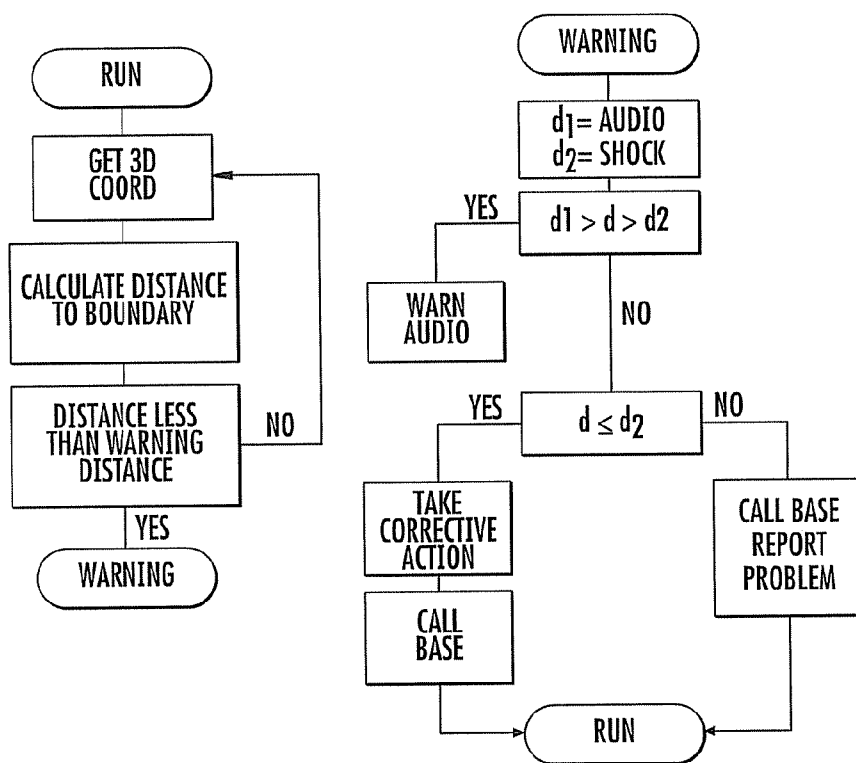 RUN
GET 3D
COORD
CALCULATE DISTANCE
TO BOUNDARY
DISTANCE LESS
THAN WARNING
DISTANCE
NO
YES
WARNING
WARNING
d1= AUDIO
d2= SHOCK
YES
d1 > d > d2
WARN
AUDIO
NO
YES
d ≤ d2
NO
TAKE
CORRECTIVE
ACTION
CALL
BASE
CALL BASE
REPORT
PROBLEM
RUN